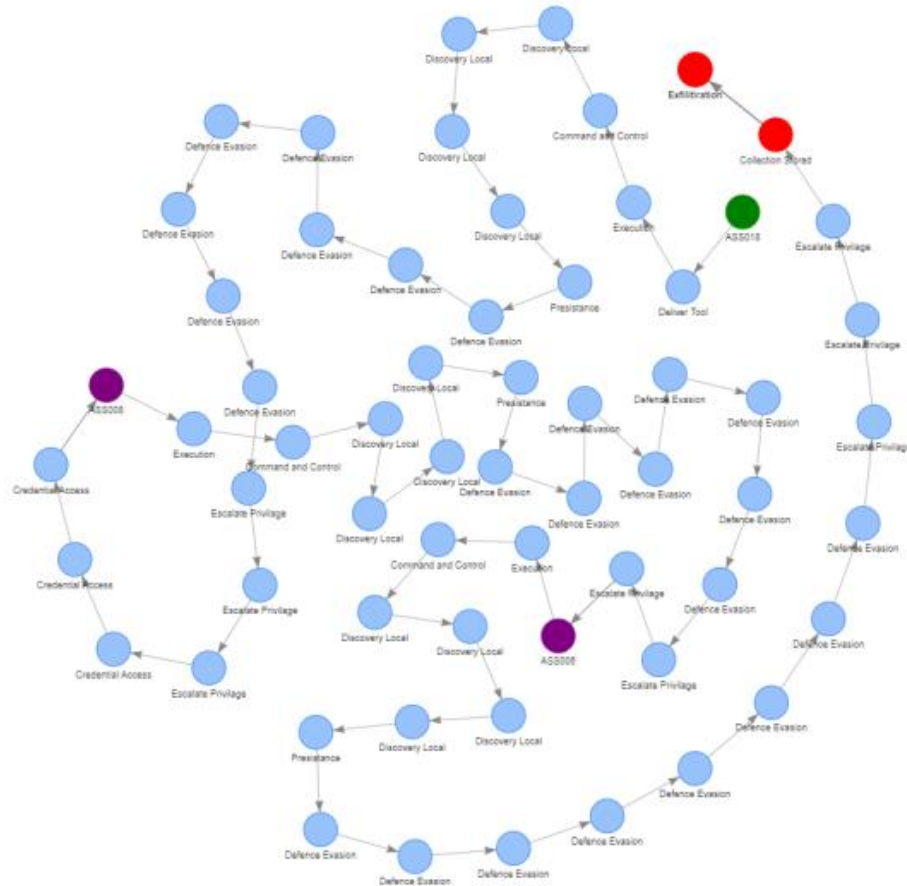 Discovery Local
Discovery Local
Command and Control
Defence Evasion
Discovery Local
Defence Evasion
Collection Stored
Execution
Defence Evasion
Discovery Local
ASS018
Escalate Privilage
Defence Evasion
Defence Evasion
Presistance
Deliver Tool
Defence Evasion
Defence Evasion
Escalate Privilage
Discovery Local
Defence Evasion
Presistance
ASS008
Defence Evasion
Defence Evasion
Defence Evasion
Discovery Local
Escalate Privilage
Execution
Command and Control
Discovery Local
Credential Access
Defence Evasion
Defence Evasion
Escalate Privilage
Defence Evasion
Defence Evasion
Discovery Local
Defence Evasion
Command and Control
Execution
Credential Access
Escalate Privilage
Defence Evasion
Escalate Privilage
Discovery Local
Defence Evasion
Discovery Local
ASS006
Credential Access
Escalate Privilage
Escalate Privilage
Defence Evasion
Discovery Local
Discovery Local
Presistance
Defence Evasion
Defence Evasion
Defence Evasion
Defence Evasion
Defence Evasion